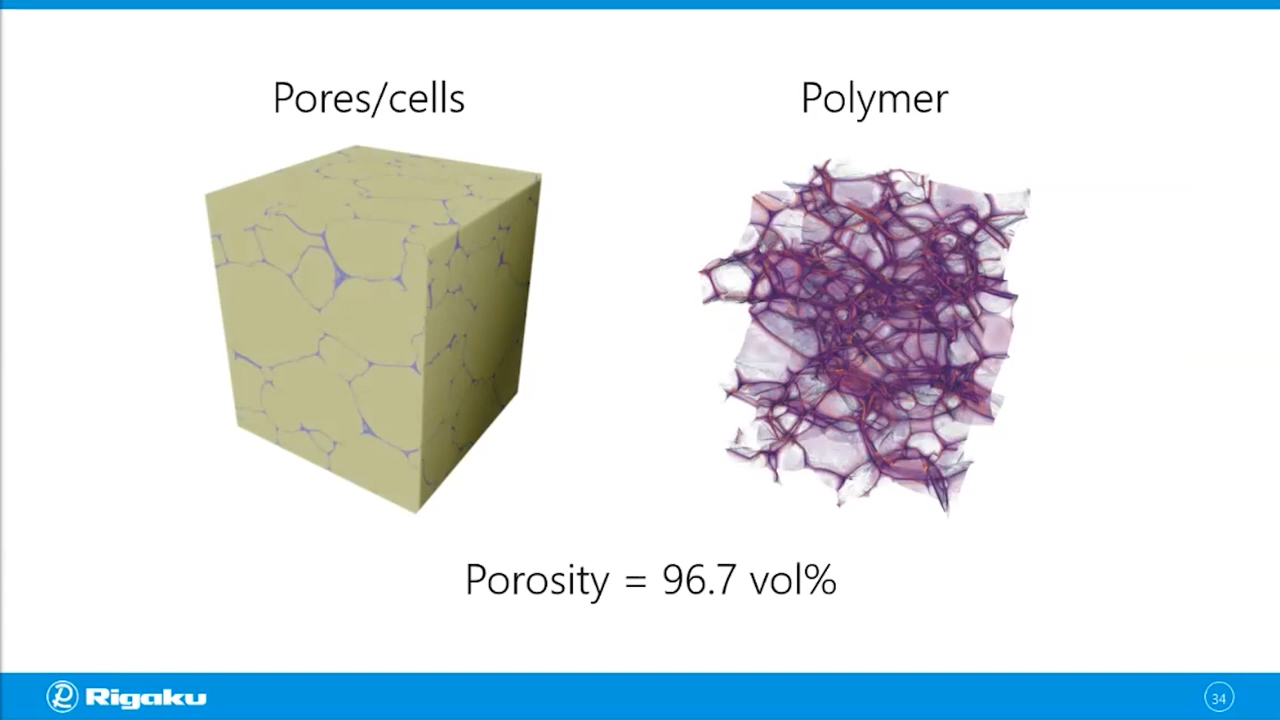 Pores/cells
Polymer
Porosity = 96.7 vol%
Rigaku
34